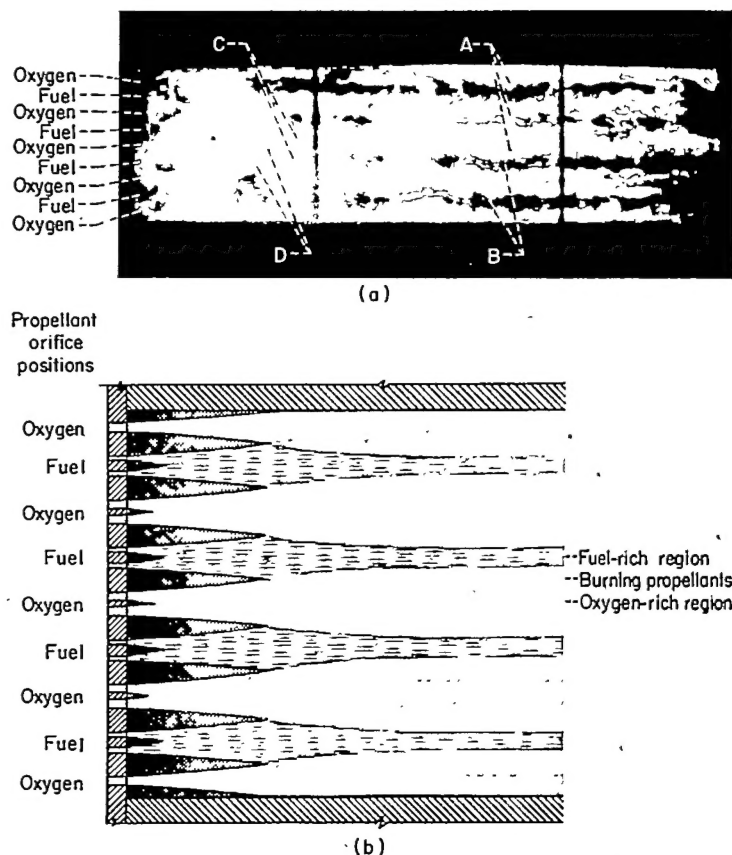 C
A
Oxygen
Fuel
Oxygen
Fuel
Oxygen
Fuel
Oxygen
Fuel
Oxygen
D
B
(a)
Propellant
orifice
positions
Oxygen
Fuel
Oxygen
Fuel
Oxygen
Fuel
Oxygen
Fuel
Oxygen
Fuel-rich region
Burning propellants
Oxygen-rich region
(b)